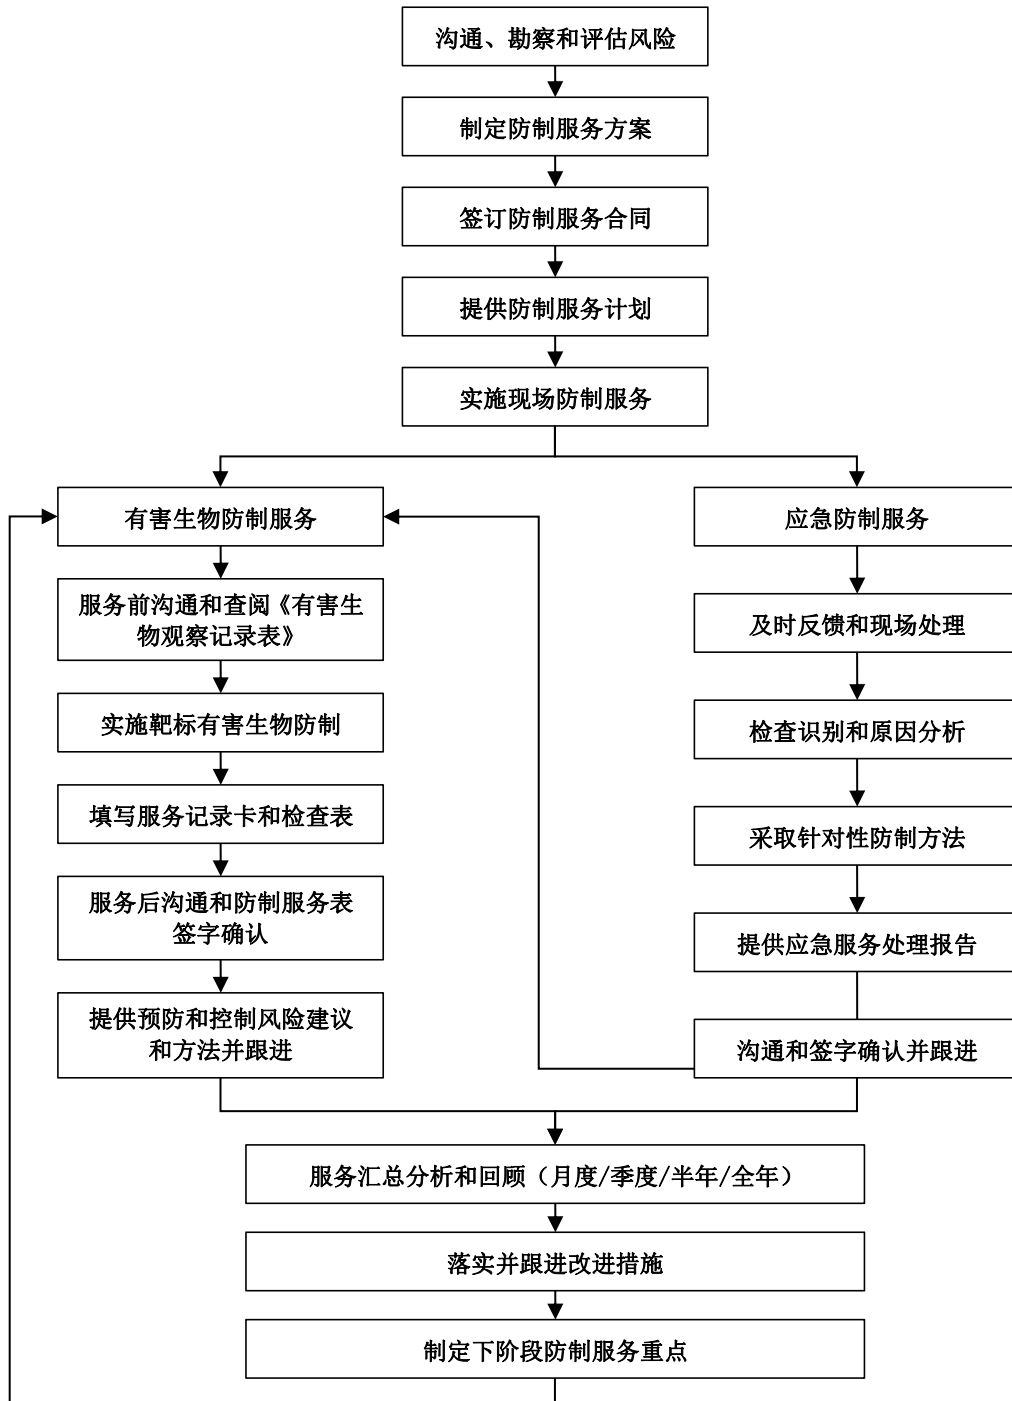 沟通、勘察和评估风险
制定防制服务方案
签订防制服务合同
提供防制服务计划
实施现场防制服务
有害生物防制服务
服务前沟通和查阅《有害生
物观察记录表》
实施靶标有害生物防制
填写服务记录卡和检查表
服务后沟通和防制服务表
签字确认
提供预防和控制风险建议
和方法并跟进
应急防制服务
及时反馈和现场处理
检查识别和原因分析
采取针对性防制方法
提供应急服务处理报告
沟通和签字确认并跟进
服务汇总分析和回顾（月度/季度/半年/全年）
落实并跟进改进措施
制定下阶段防制服务重点